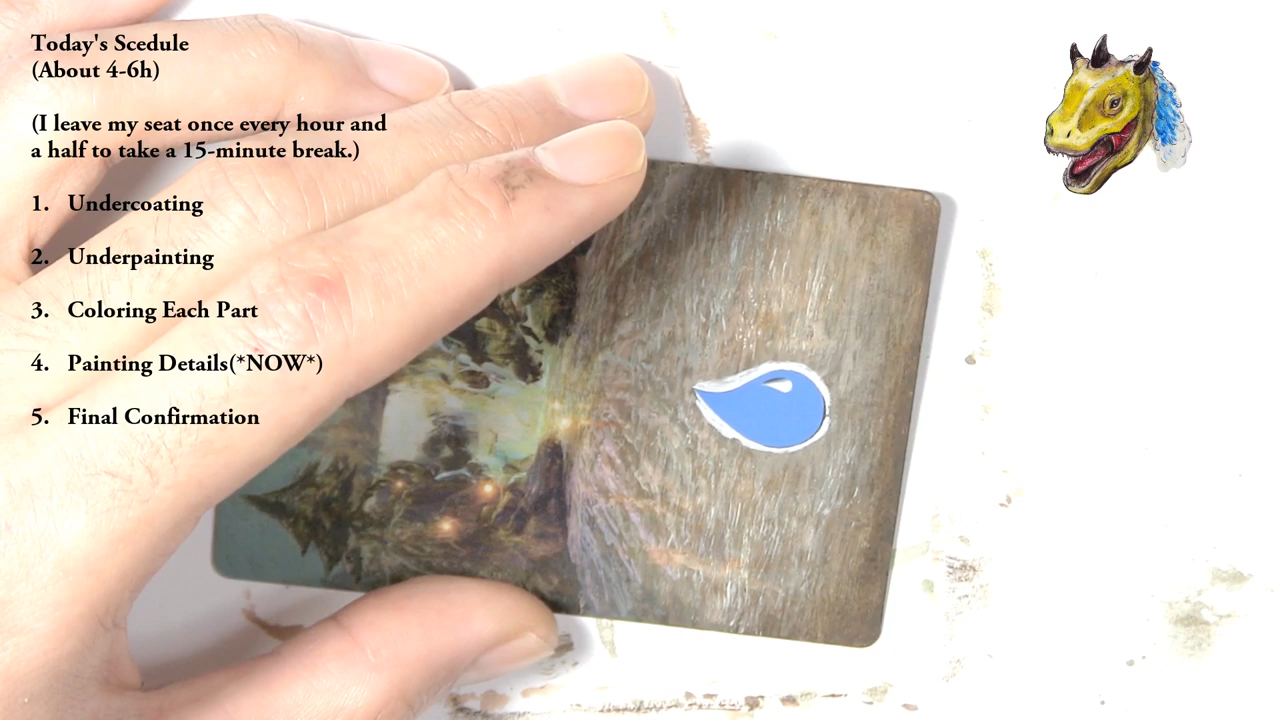 Today's Scedule
(About 4-6h)
(I leave my seat once every hour and
a half to take a 15-minute break.)
1. Undercoating
2. Underpainting
3. Coloring Each Part
4. Painting Details(*NOW*)
5. Final Confirmation